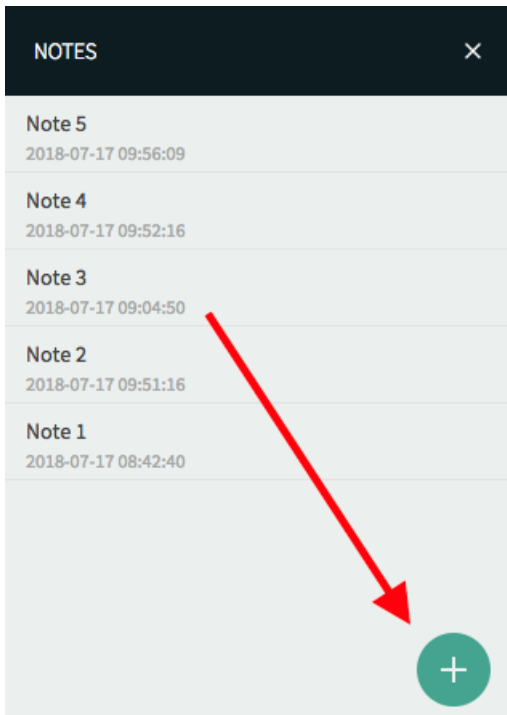 NOTES
Note 5
2018-07-17 09:56:09
Note 4
2018-07-17 09:52:16
Note 3
2018-07-17 09:04:50
Note 2
2018-07-17 09:51:16
Note 1
2018-07-17 08:42:40